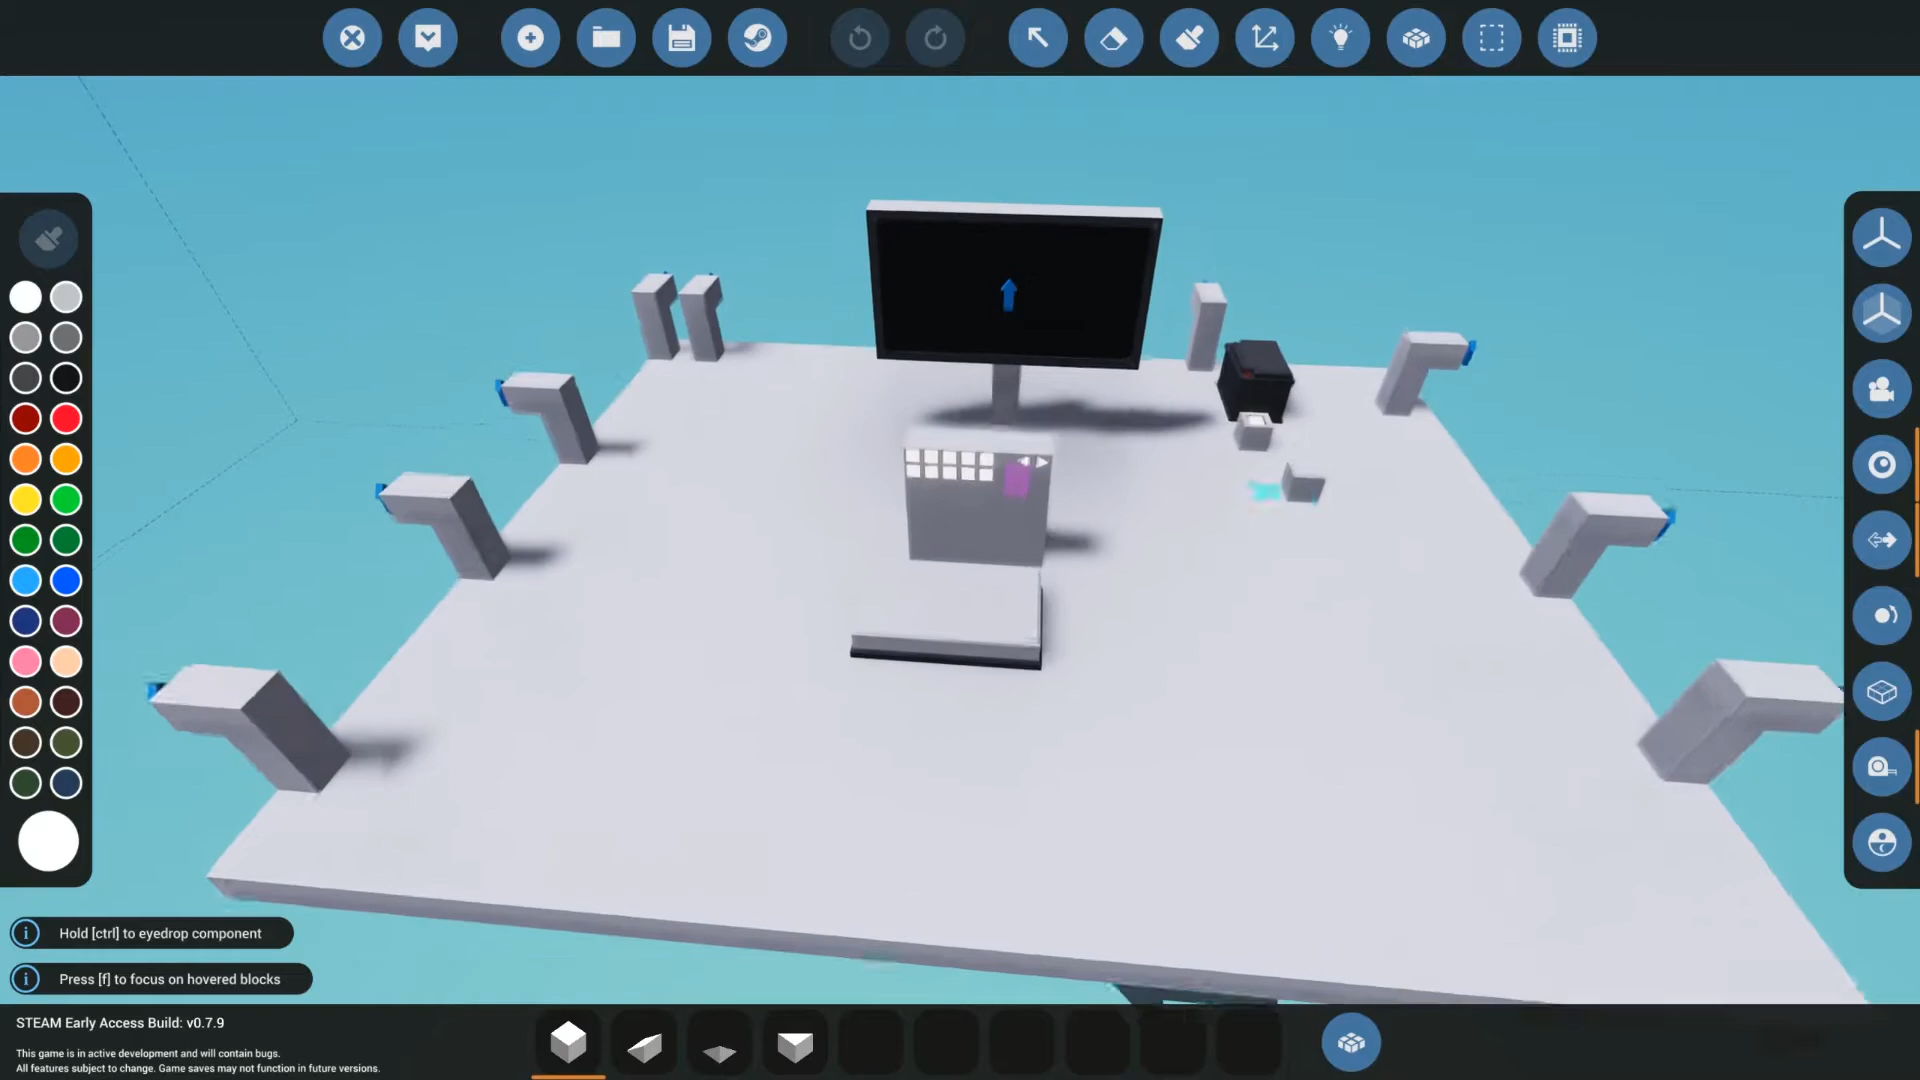 Hold [ctrl] to eyedrop component
Press [f] to focus on hovered blocks
STEAM Early Access Build: v0.7.9
This game is in active development and will contain bugs.
All features subject to change. Game saves may not function in future versions.